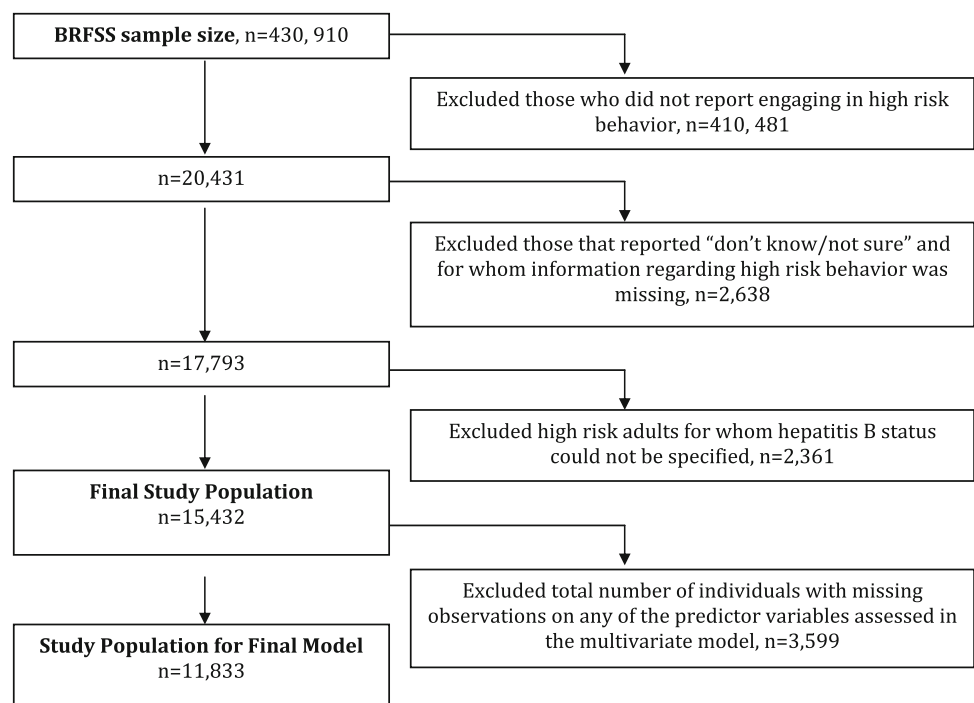 BRFSS sample size, n=430, 910
Excluded those who did not report engaging in high risk
behavior, n=410, 481
n=20,431
Excluded those that reported “don’t know/not sure” and
for whom information regarding high risk behavior was
missing, n=2,638
n=17,793
Excluded high risk adults for whom hepatitis B status
could not be specified, n=2,361
Final Study Population
n=15,432
Excluded total number of individuals with missing
observations on any of the predictor variables assessed in
the multivariate model, n=3,599
Study Population for Final Model
n=11,833